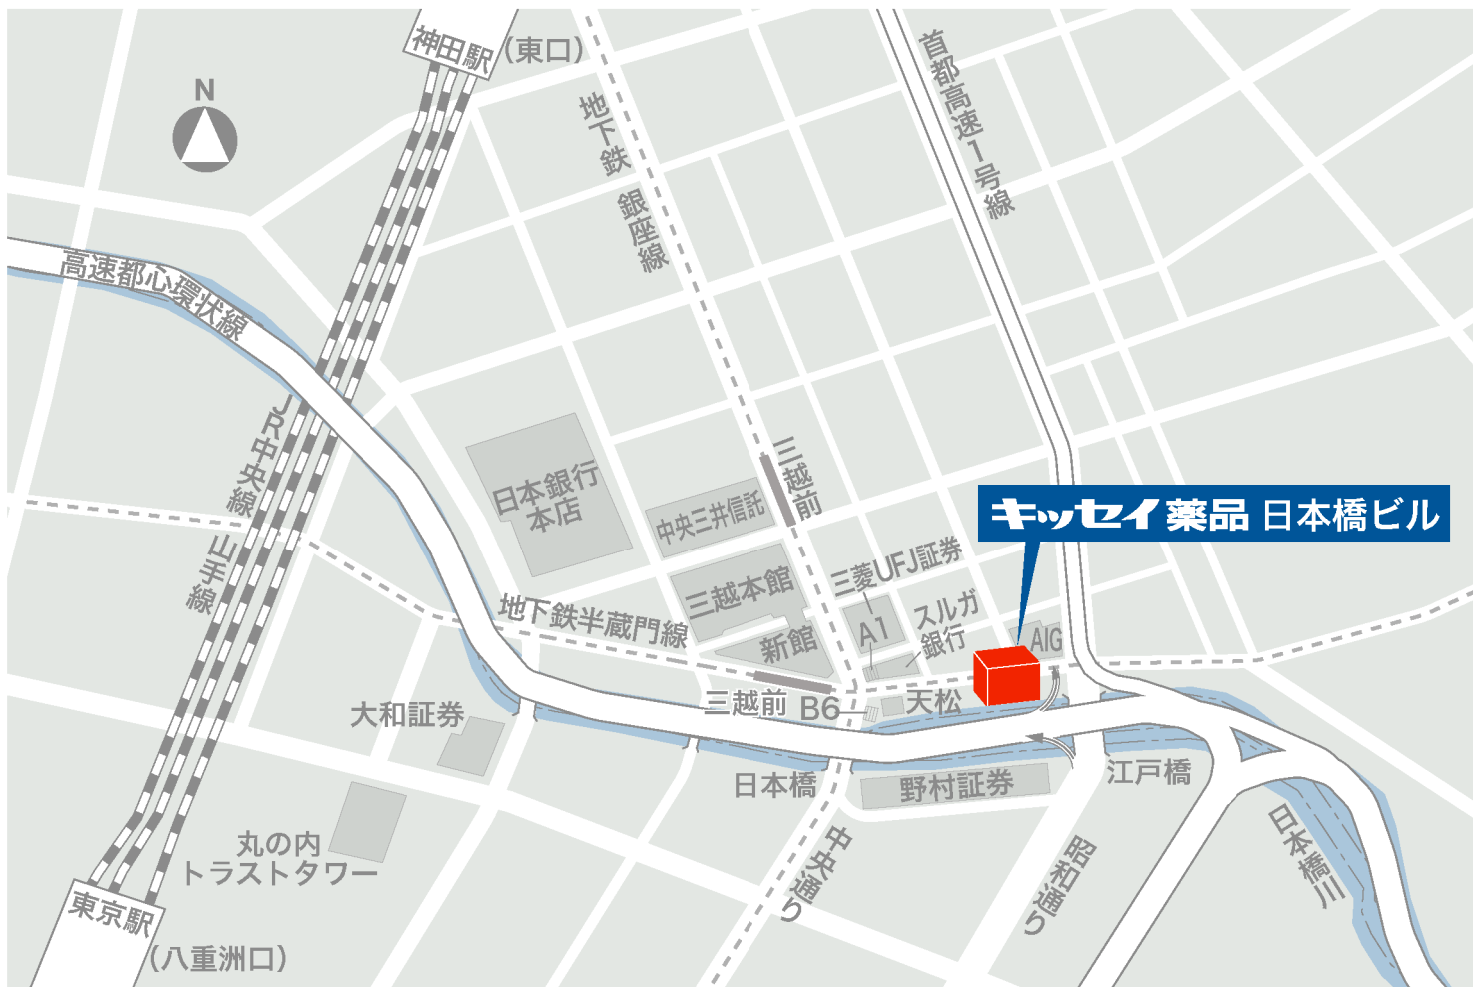 神田駅
(東口)
N
首都高速1号線
地下鉄 銀座線
高速都心環状線
JR中央線 山手線
三越前
日本銀行
本店
中央三井信託
キッセイ薬品 日本橋ビル
三菱UFJ証券
三越本館
地下鉄半蔵門線
新館
A1
スルガ
銀行
AIG
三越前
B6
天松
大和証券
日本橋
野村証券
江戸橋
丸の内
トラストタワー
中央通り
昭和通り
日本橋川
東京駅
(八重洲口)